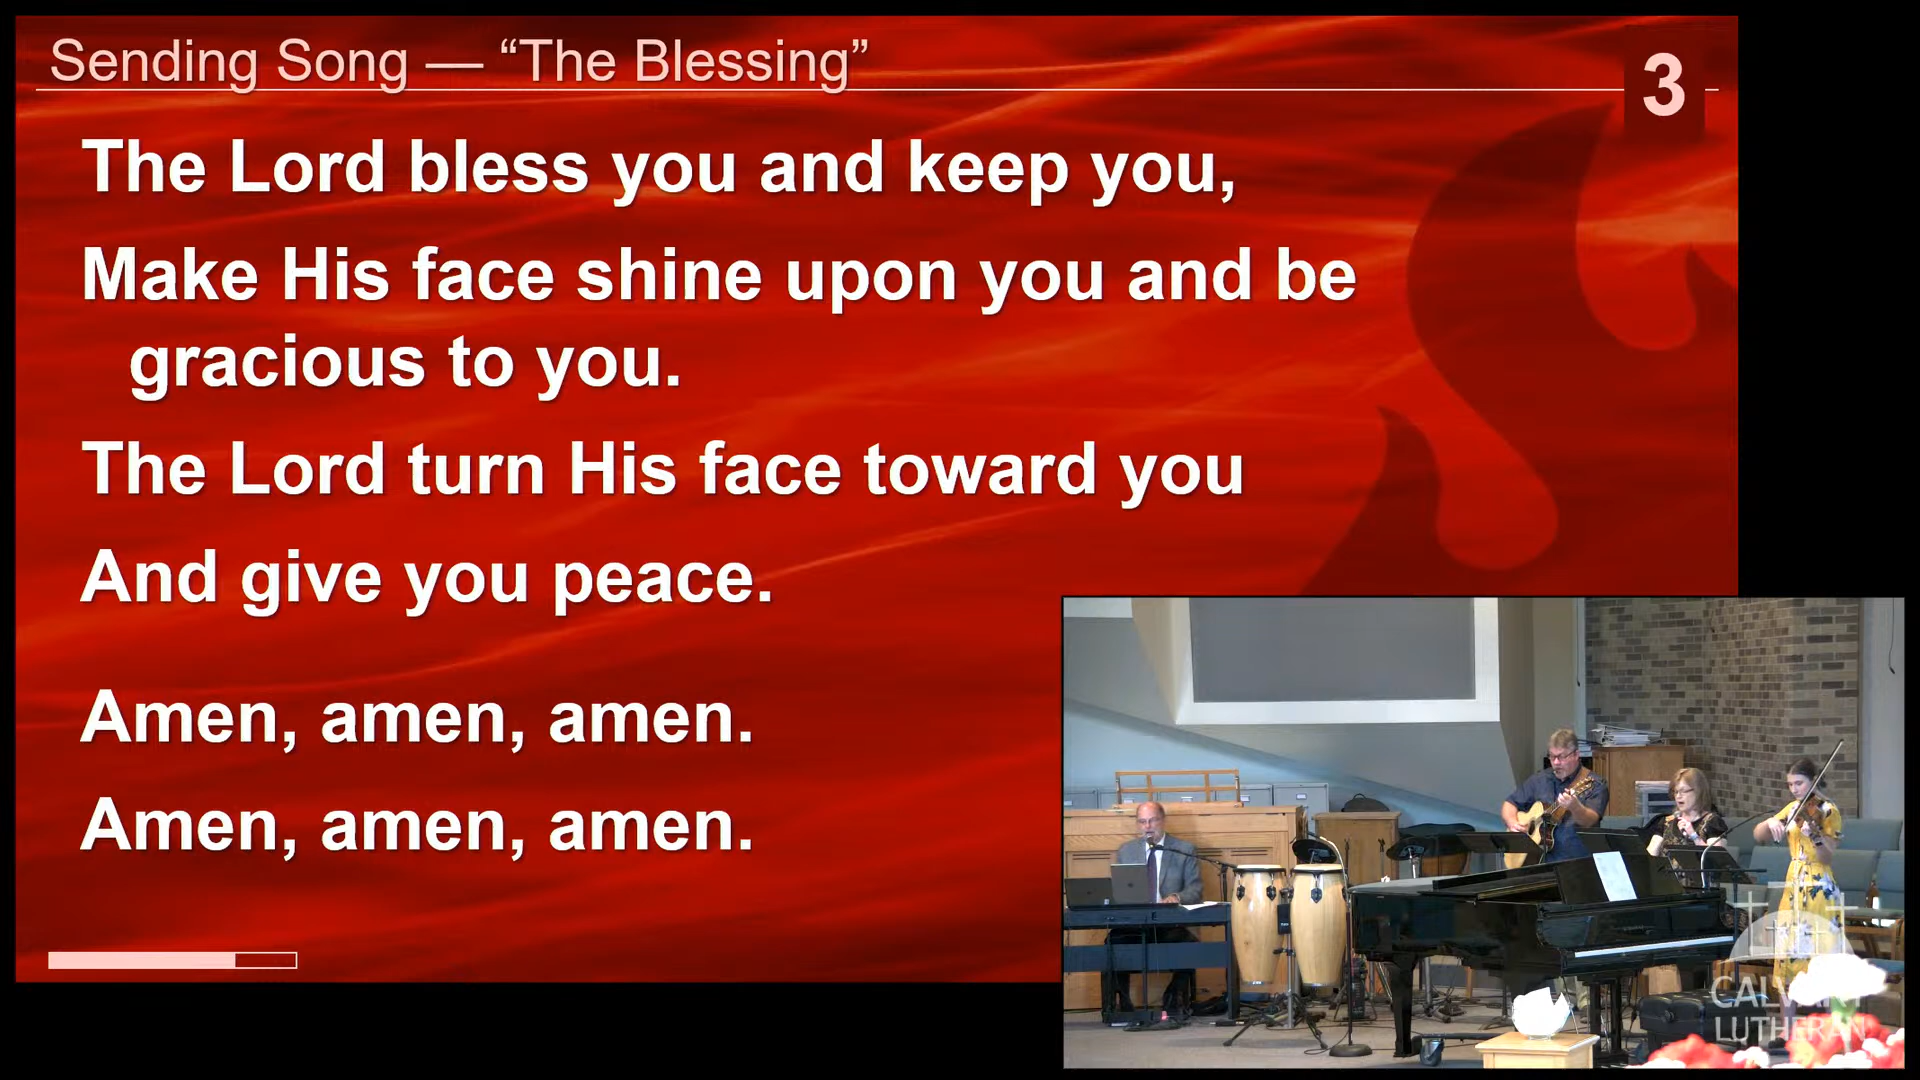 Sending Song — “The Blessing”
3
The Lord bless you and keep you,
Make His face shine upon you and be
gracious to you.
The Lord turn His face toward you
And give you peace.
Amen, amen, amen.
Amen, amen, amen.
CALVARY
LUTHERAN